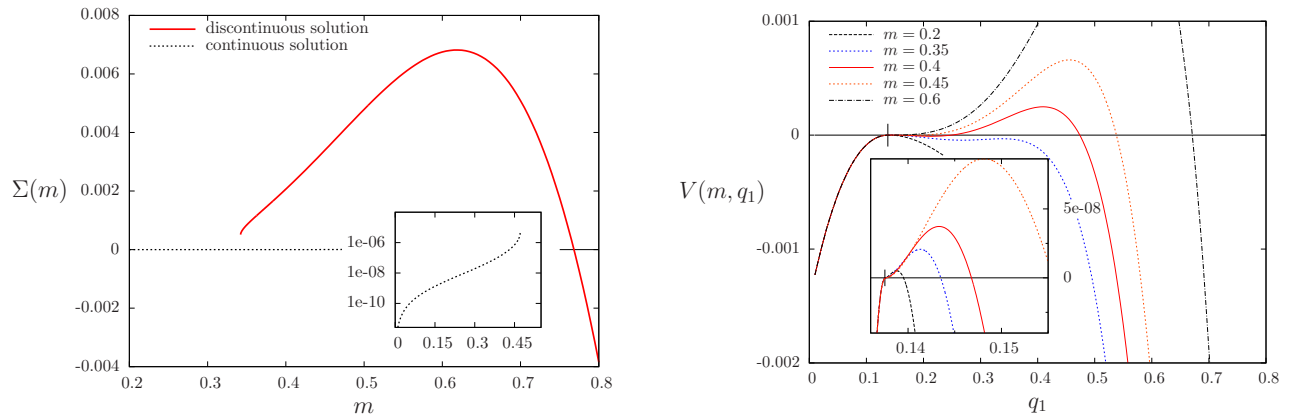 0.008
0.006
0.004
0.002
0
-0.002
-0.004
0.2 0.3 0.4 0.5 0.6 0.7 0.8
Σ(m)
m
discontinuous solution
continuous solution
1e-06
1e-08
1e-10
0 0.15 0.3 0.45
0.001
0
-0.001
-0.002
0 0.1 0.2 0.3 0.4 0.5 0.6 0.7 0.8
V(m, q₁)
q₁
m = 0.2
m = 0.35
m = 0.4
m = 0.45
m = 0.6
5e-08
0
0.14 0.15